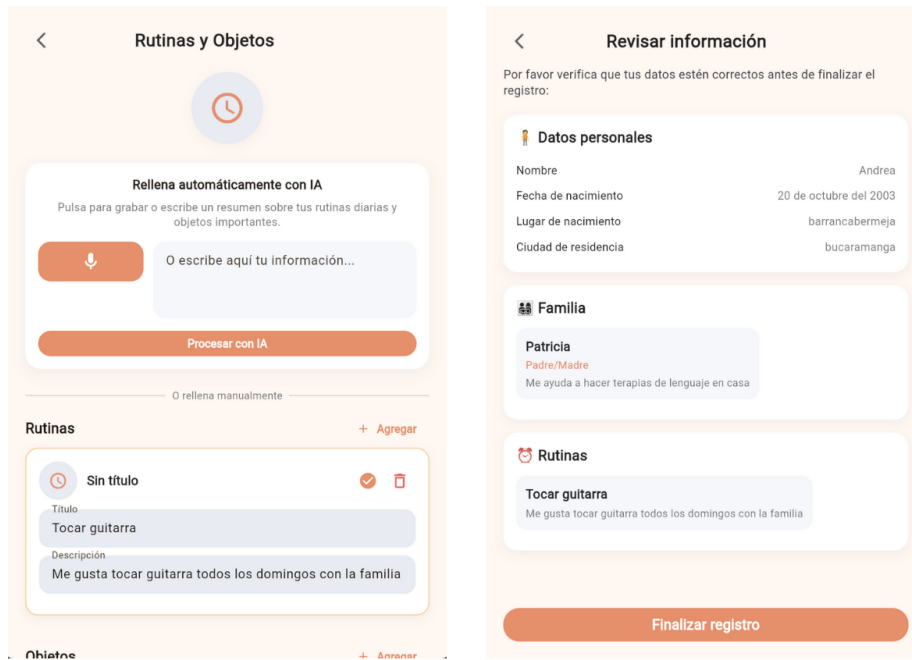 Rutinas y Objetos
Rellena automáticamente con IA
Pulsa para grabar o escribe un resumen sobre tus rutinas diarias y
objetos importantes.
O escribe aquí tu información...
Procesar con IA
O rellena manualmente
Rutinas
+ Agregar
Sin título
Título
Tocar guitarra
Descripción
Me gusta tocar guitarra todos los domingos con la familia
Objetos
+ Agregar
Revisar información
Por favor verifica que tus datos estén correctos antes de finalizar el
registro:
Datos personales
Nombre Andrea
Fecha de nacimiento 20 de octubre del 2003
Lugar de nacimiento barrancabermeja
Ciudad de residencia bucaramanga
Familia
Patricia
Padre/Madre
Me ayuda a hacer terapias de lenguaje en casa
Rutinas
Tocar guitarra
Me gusta tocar guitarra todos los domingos con la familia
Finalizar registro